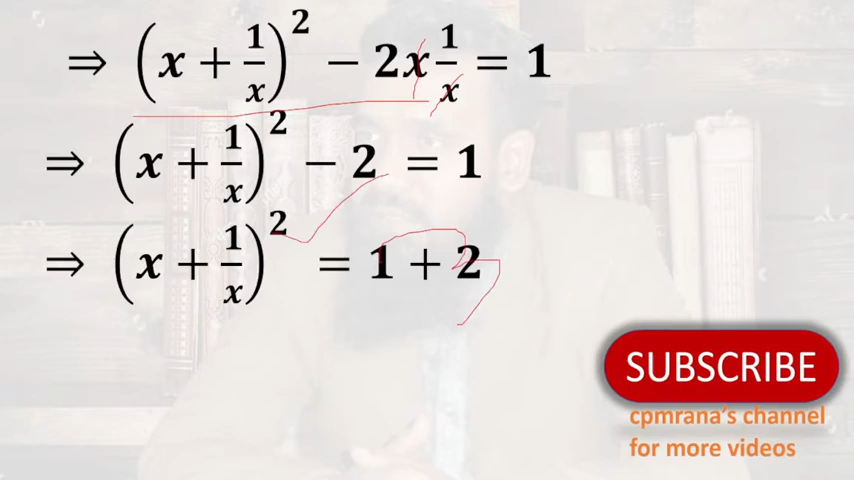 ⇒ (x + 1/x)² − 2x 1/x = 1
⇒ (x + 1/x)² − 2 = 1
⇒ (x + 1/x)² = 1 + 2
SUBSCRIBE
cpmrana's channel
for more videos